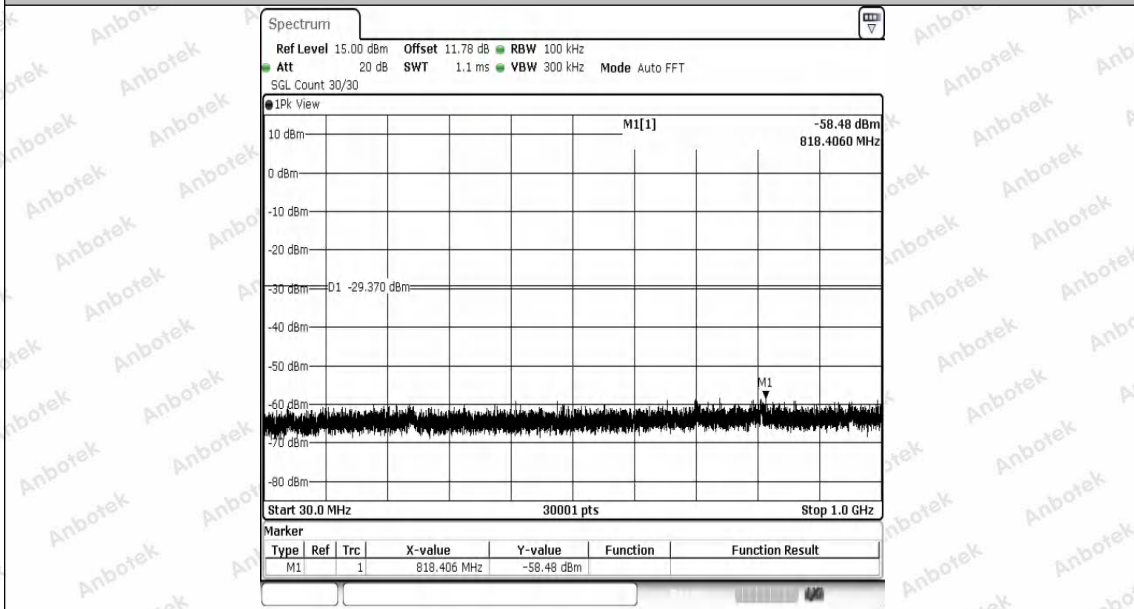 Spectrum
Ref Level 15.00 dBm Offset 11.78 dB RBW 100 kHz
Att 20 dB SWT 1.1 ms VBW 300 kHz Mode Auto FFT
SGL Count 30/30
1Pk View
M1[1] -58.48 dBm
818.4060 MHz
10 dBm
0 dBm
-10 dBm
-20 dBm
-30 dBm
D1 -29.370 dBm
-40 dBm
-50 dBm
M1
-60 dBm
-70 dBm
-80 dBm
Start 30.0 MHz 30001 pts Stop 1.0 GHz
Marker
Type Ref Trc X-value Y-value Function Function Result
M1 1 818.406 MHz -58.48 dBm
Anbotek